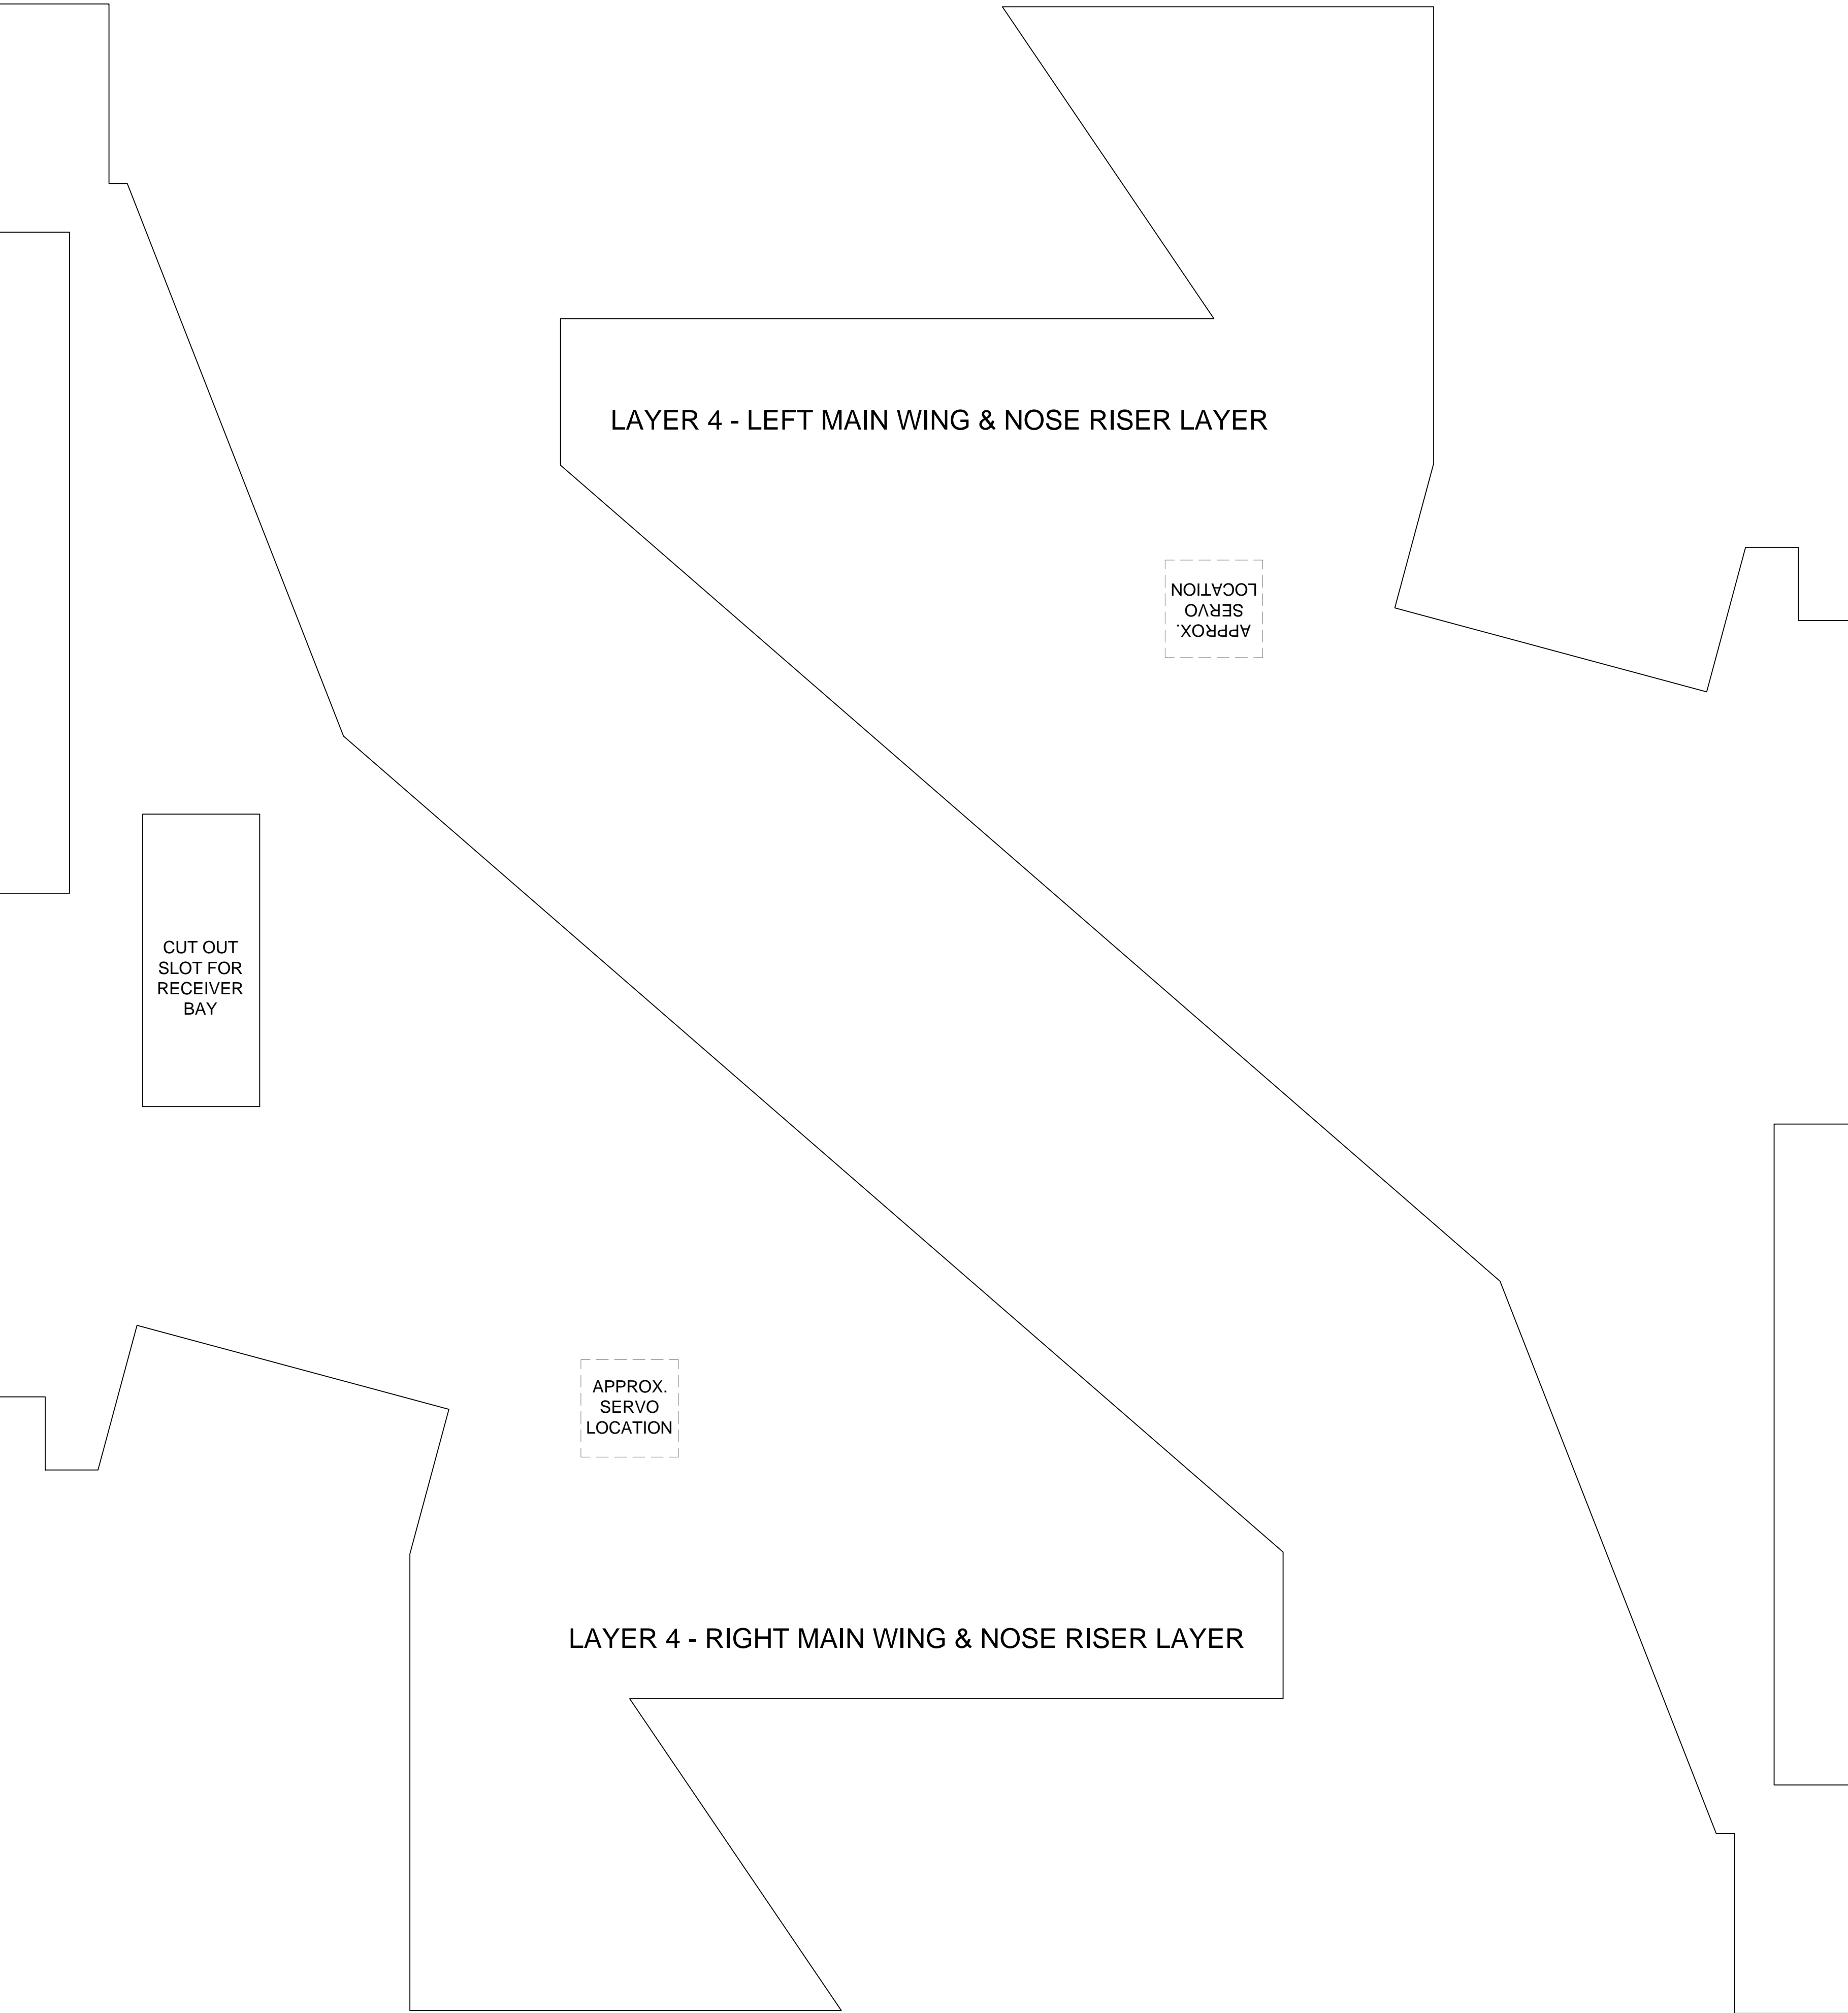 LAYER 4 - LEFT MAIN WING & NOSE RISER LAYER
APPROX.
SERVO
LOCATION
CUT OUT
SLOT FOR
RECEIVER
BAY
APPROX.
SERVO
LOCATION
LAYER 4 - RIGHT MAIN WING & NOSE RISER LAYER